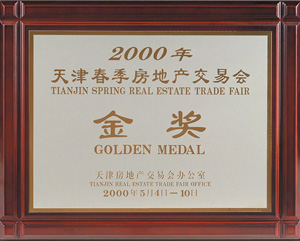 2000年
天津春季房地产交易会
TIANJIN SPRING REAL ESTATE TRADE FAIR
金奖
GOLDEN MEDAL
天津房地产交易会办公室
TIANJIN REAL ESTATE TRADE FAIR OFFICE
2000年5月4日—10日